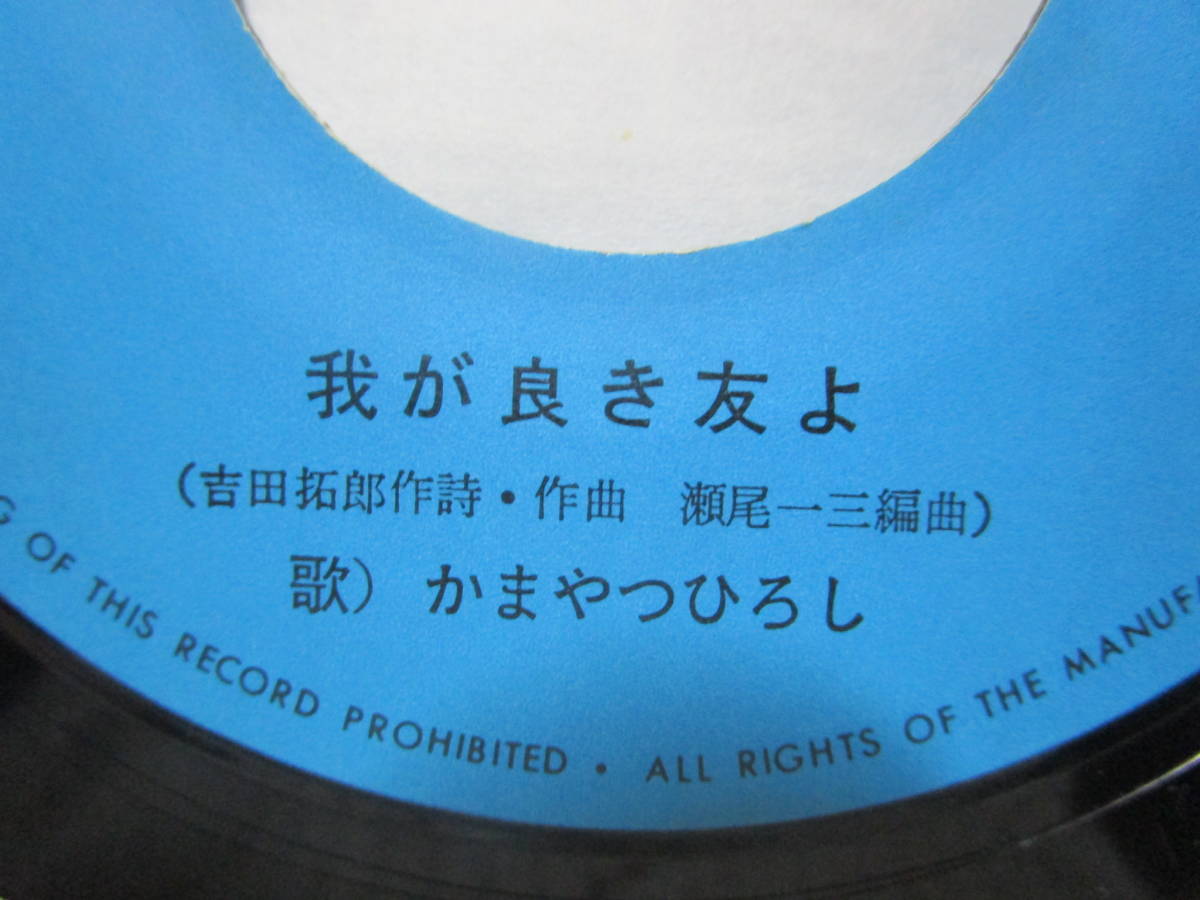 我が良き友よ
(吉田拓郎作詩・作曲　瀬尾一三編曲)
歌) かまやつひろし
OF THIS RECORD PROHIBITED • ALL RIGHTS OF THE